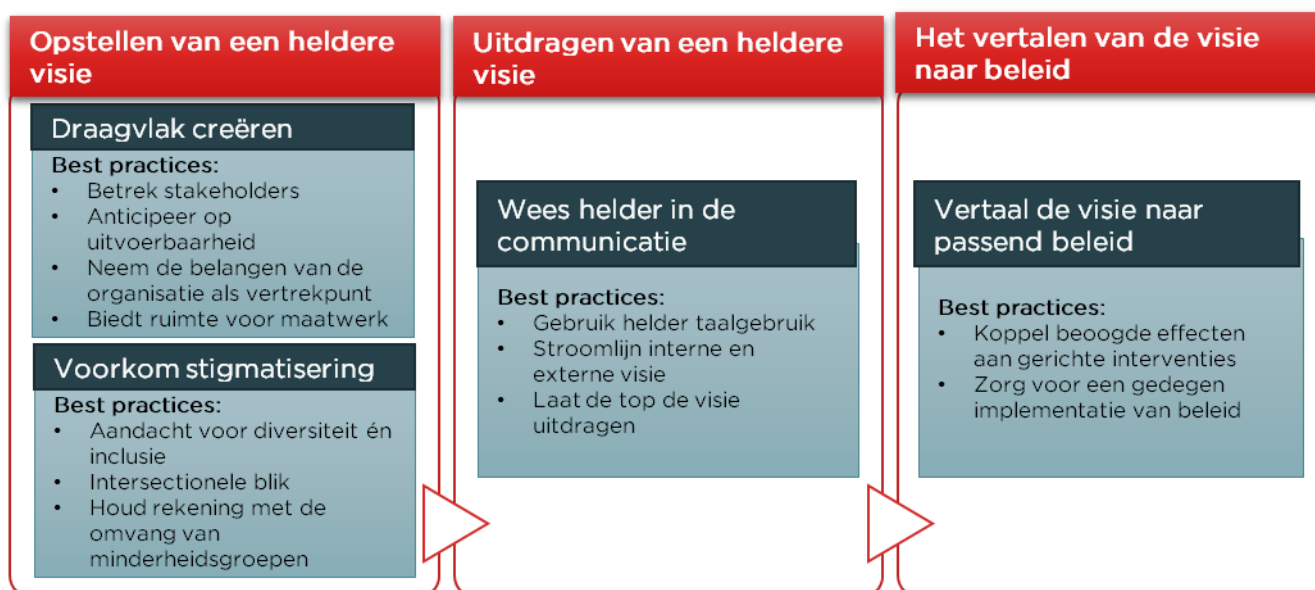 Opstellen van een heldere
visie
Draagvlak creëren
Best practices:
• Betrek stakeholders
• Anticipeer op
uitvoerbaarheid
• Neem de belangen van de
organisatie als vertrekpunt
• Biedt ruimte voor maatwerk
Voorkom stigmatisering
Best practices:
• Aandacht voor diversiteit én
inclusie
• Intersectionele blik
• Houd rekening met de
omvang van
minderheidsgroepen
Uitdragen van een heldere
visie
Wees helder in de
communicatie
Best practices:
• Gebruik helder taalgebruik
• Stroomlijn interne en
externe visie
• Laat de top de visie
uitdragen
Het vertalen van de visie
naar beleid
Vertaal de visie naar
passend beleid
Best practices:
• Koppel beoogde effecten
aan gerichte interventies
• Zorg voor een gedegen
implementatie van beleid